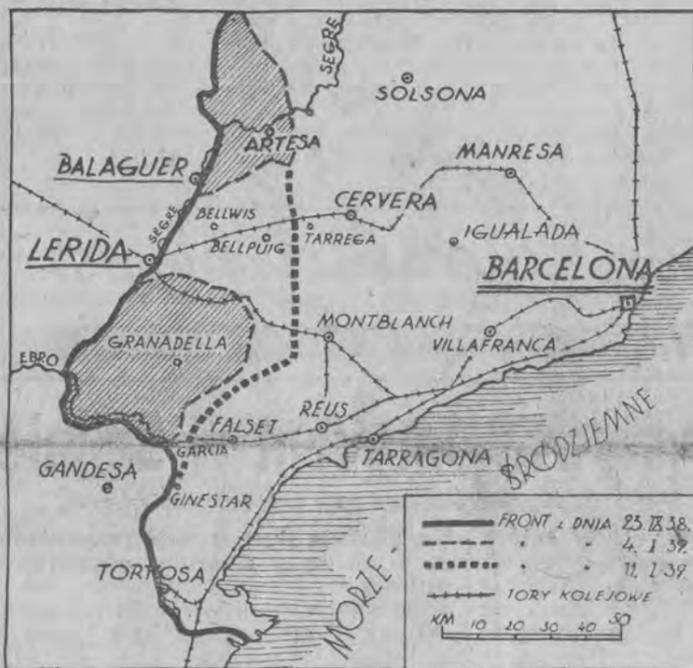 SEGRE
SOLSONA
ARTESA
BALAGUER
MANRESA
SEGRE
BELLWIS
CERVERA
BELLPUIG
TARREGA
IGUALADA
LERIDA
BARCELONA
MONTBLANCH
VILLAFRANCA
GRANADELLA
EBRO
FALSET
REUS
GARCIA
TARRAGONA
GANDESA
GINESTAR
TORTOSA
MORZE - ŚRÓDZIEMNE
FRONT z DNIA 23.IX.38.
" " 4. I 39.
" " 11. I 39.
TORY KOLEJOWE
KM 10 20 30 40 50